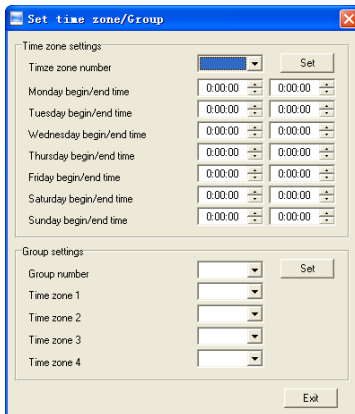 Set time zone/Group
Time zone settings
Timze zone number
Set
Monday begin/end time 0:00:00 0:00:00
Tuesday begin/end time 0:00:00 0:00:00
Wednesday begin/end time 0:00:00 0:00:00
Thursday begin/end time 0:00:00 0:00:00
Friday begin/end time 0:00:00 0:00:00
Saturday begin/end time 0:00:00 0:00:00
Sunday begin/end time 0:00:00 0:00:00
Group settings
Group number
Set
Time zone 1
Time zone 2
Time zone 3
Time zone 4
Exit